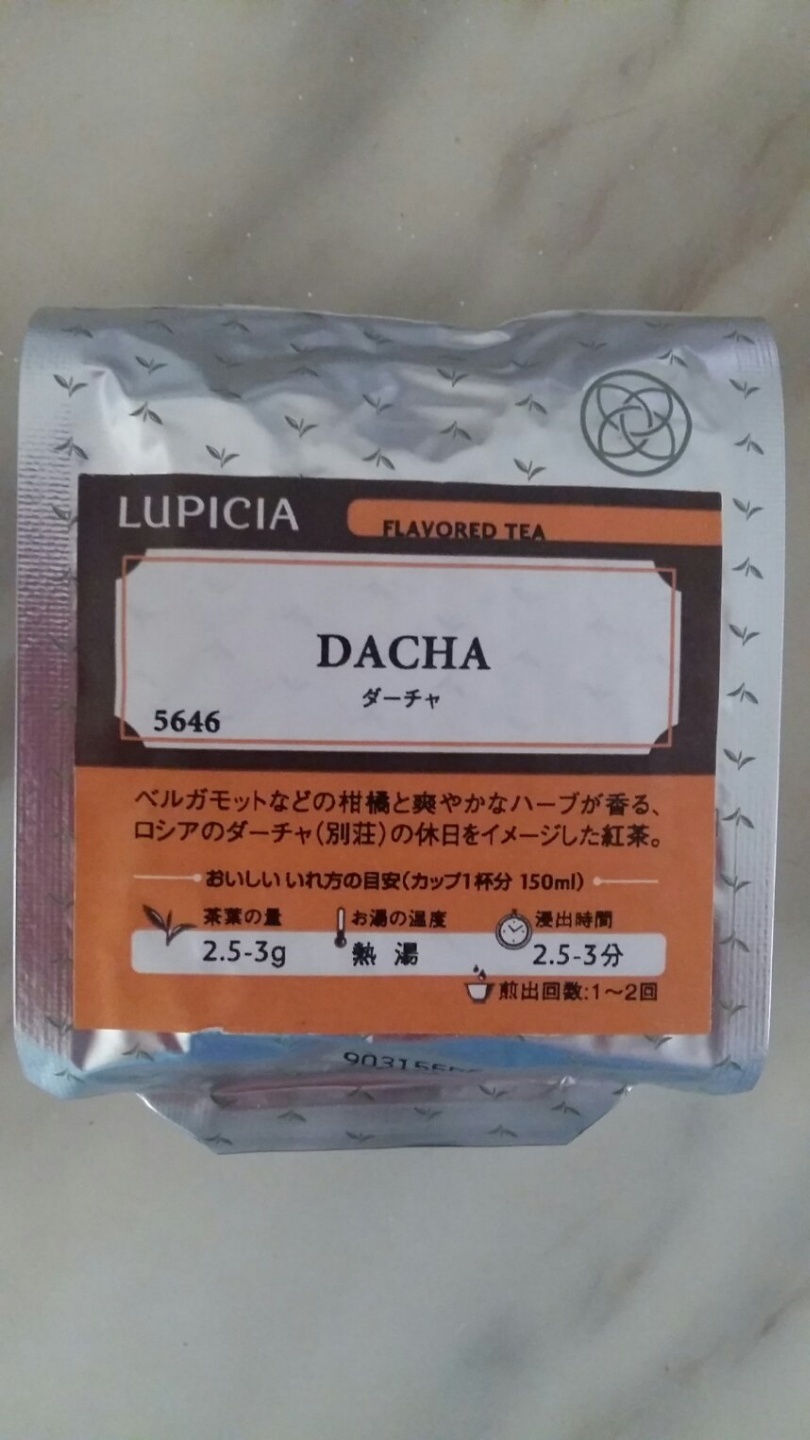 LUPICIA
FLAVORED TEA
DACHA
ダーチャ
5646
ベルガモットなどの柑橘と爽やかなハーブが香る、
ロシアのダーチャ(別荘)の休日をイメージした紅茶。
おいしいいれ方の目安(カップ1杯分 150ml)
茶葉の量 お湯の温度 浸出時間
2.5-3g 熱湯 2.5-3分
煎出回数:1〜2回